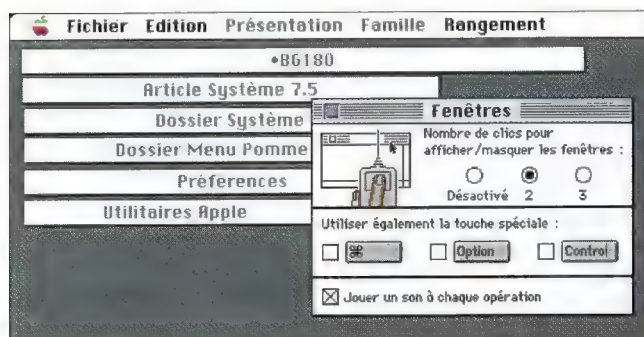 Fichier Edition Présentation Famille Rangement
•BG180
Article Système 7.5
Dossier Système
Dossier Menu Pomme
Préferences
Utilitaires Apple
Fenêtres
Nombre de clics pour
afficher/masquer les fenêtres :
Désactivé 2 3
Utiliser également la touche spéciale :
⌘ Option Control
Jouer un son à chaque opération